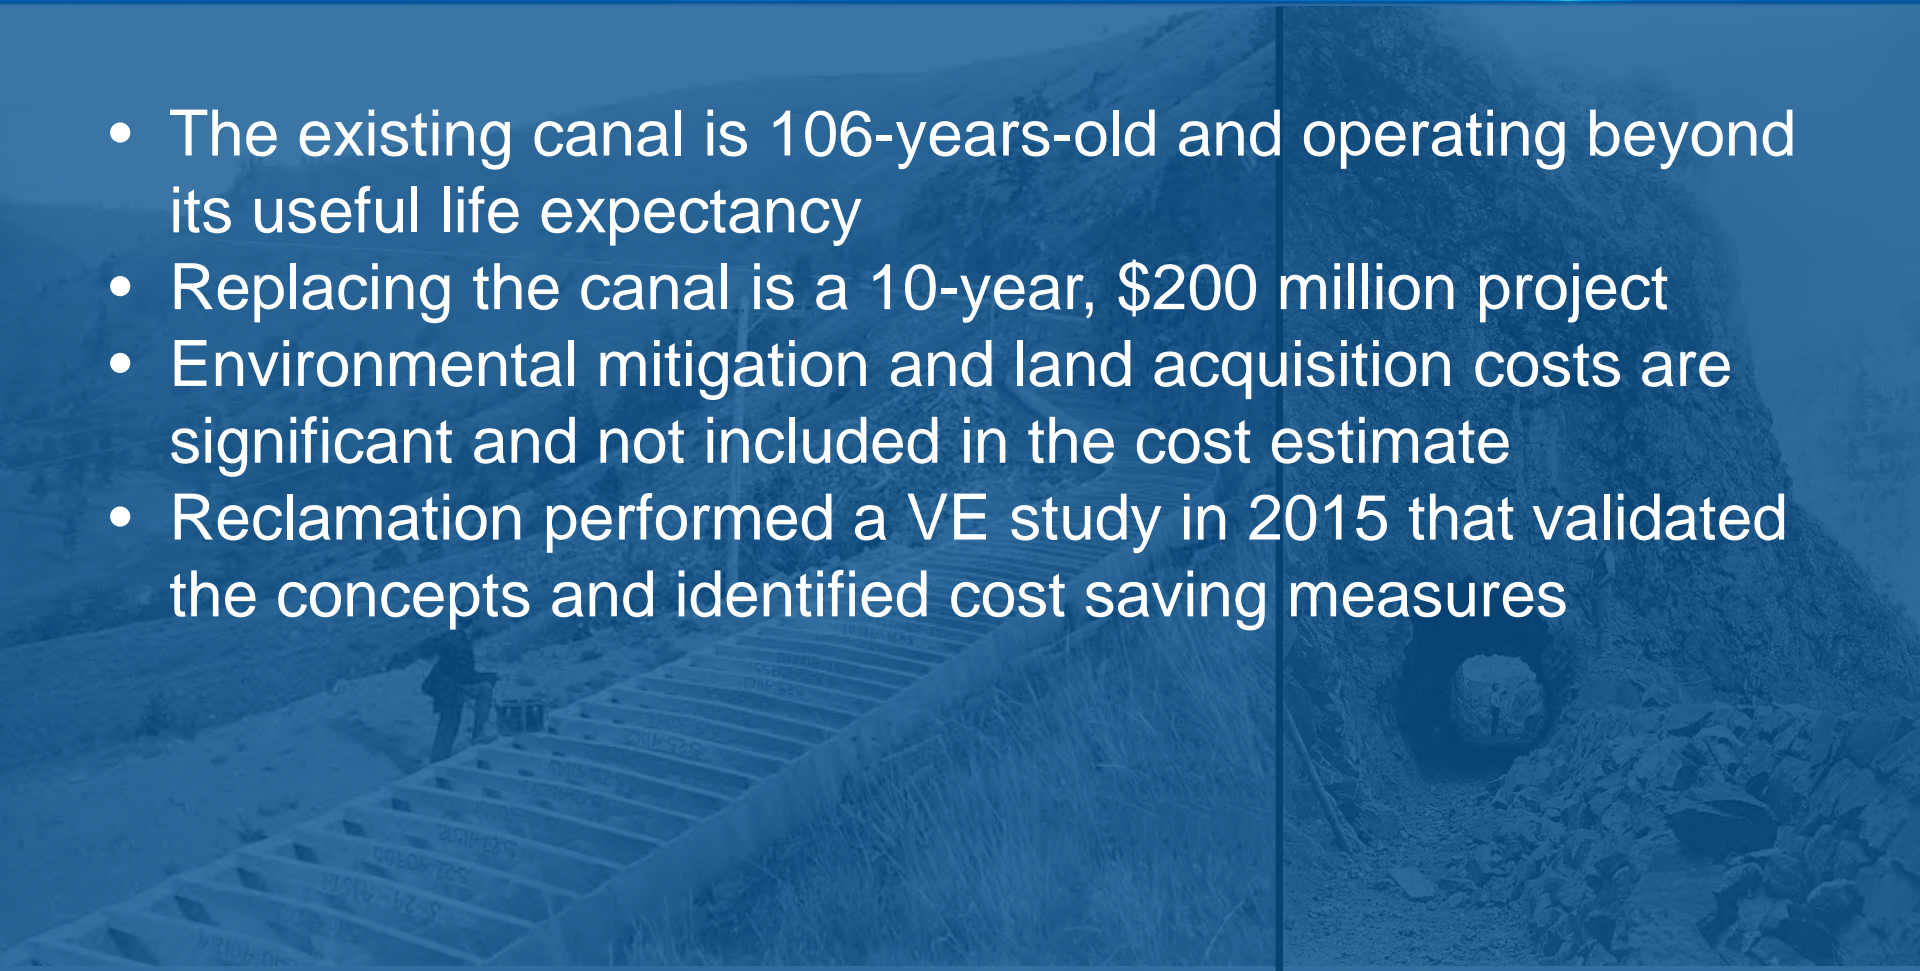 • The existing canal is 106-years-old and operating beyond
its useful life expectancy
• Replacing the canal is a 10-year, $200 million project
• Environmental mitigation and land acquisition costs are
significant and not included in the cost estimate
• Reclamation performed a VE study in 2015 that validated
the concepts and identified cost saving measures